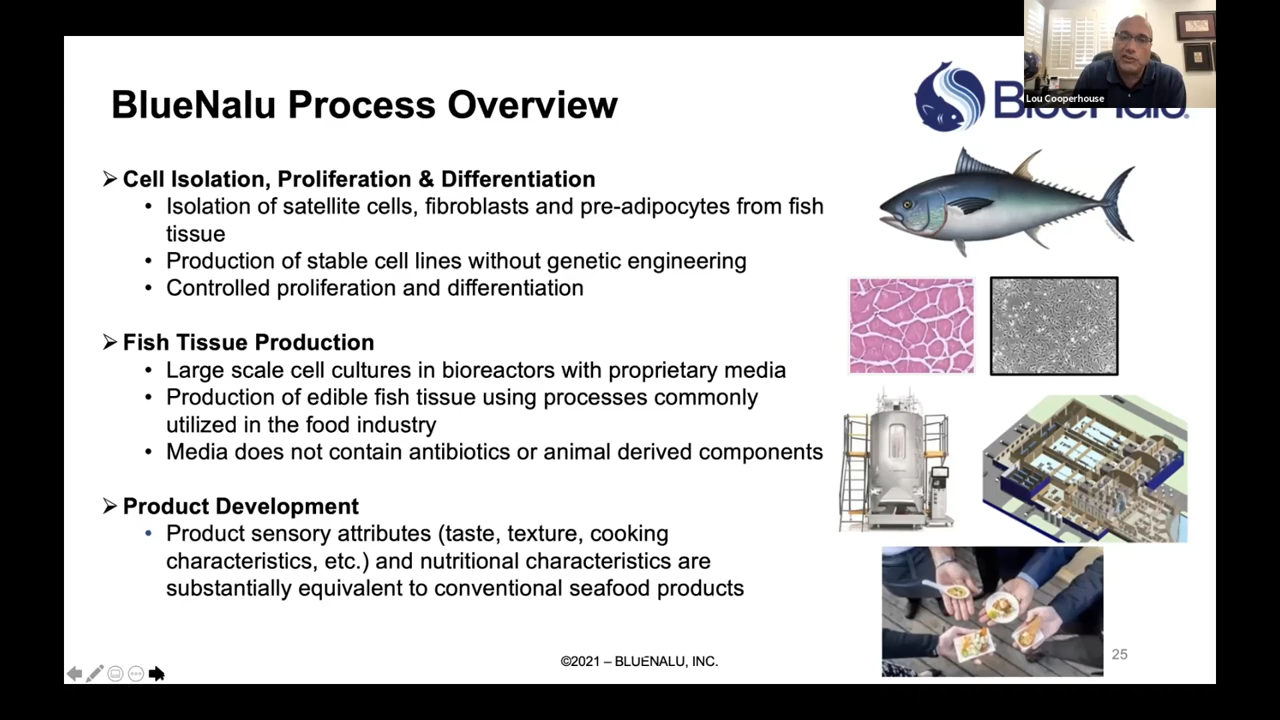 Lou Cooperhouse
BlueNalu Process Overview
➢ Cell Isolation, Proliferation & Differentiation
• Isolation of satellite cells, fibroblasts and pre-adipocytes from fish
tissue
• Production of stable cell lines without genetic engineering
• Controlled proliferation and differentiation
➢ Fish Tissue Production
• Large scale cell cultures in bioreactors with proprietary media
• Production of edible fish tissue using processes commonly
utilized in the food industry
• Media does not contain antibiotics or animal derived components
➢ Product Development
• Product sensory attributes (taste, texture, cooking
characteristics, etc.) and nutritional characteristics are
substantially equivalent to conventional seafood products
©2021 – BLUENALU, INC.
25